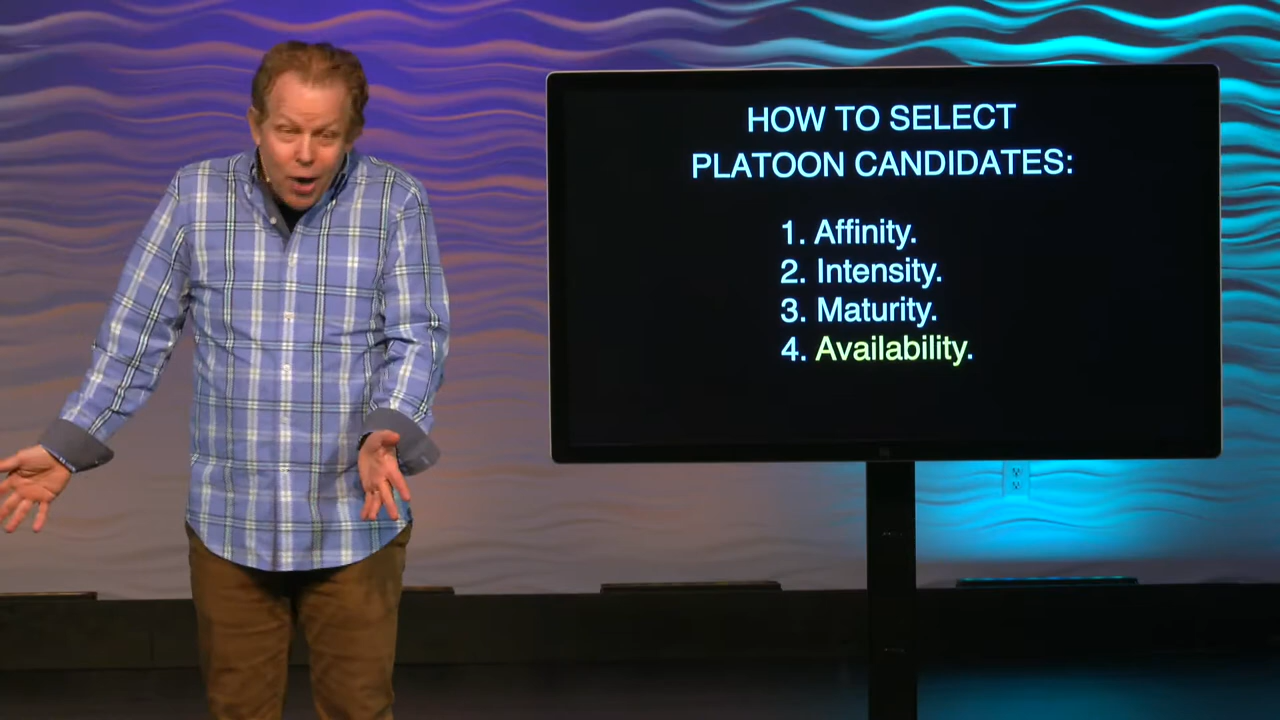 HOW TO SELECT
PLATOON CANDIDATES:
1. Affinity.
2. Intensity.
3. Maturity.
4. Availability.